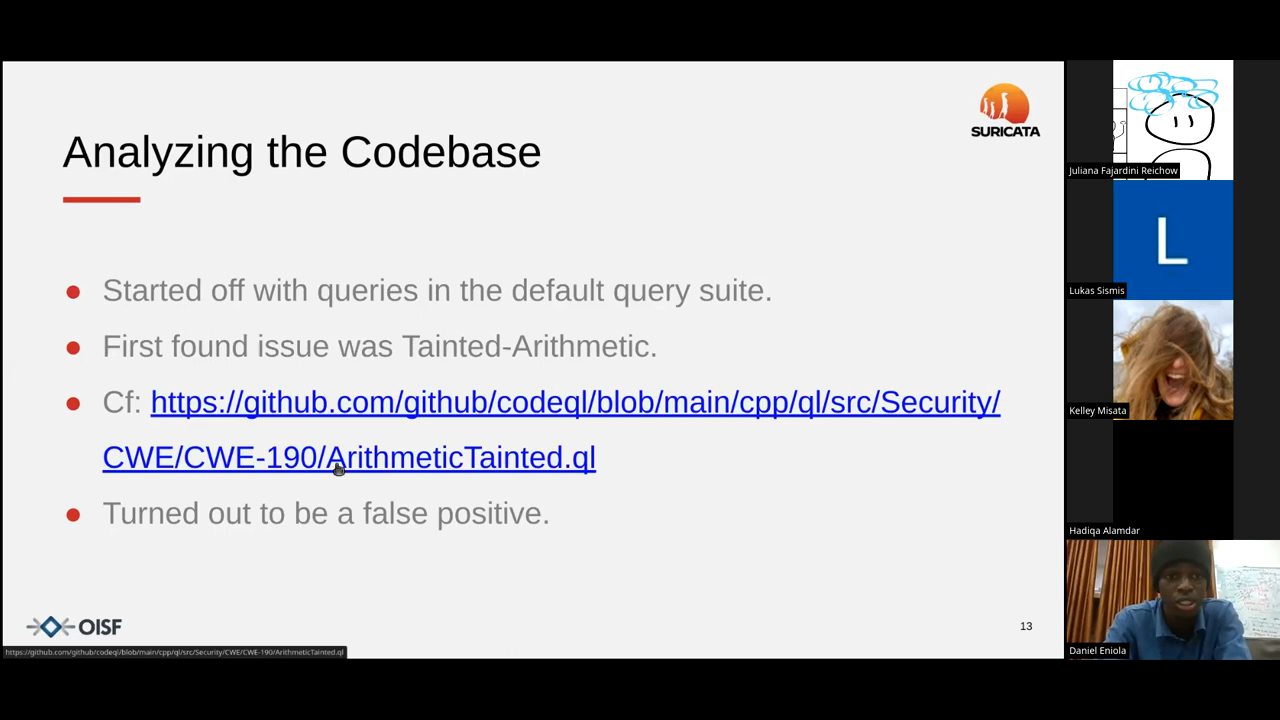 SURICATA
Analyzing the Codebase
● Started off with queries in the default query suite.
● First found issue was Tainted-Arithmetic.
● Cf: https://github.com/github/codeql/blob/main/cpp/ql/src/Security/
CWE/CWE-190/ArithmeticTainted.ql
● Turned out to be a false positive.
OISF
13
https://github.com/github/codeql/blob/main/cpp/ql/src/Security/CWE/CWE-190/ArithmeticTainted.ql
Juliana Fajardini Reichow
L
Lukas Sismis
Kelley Misata
Hadiqa Alamdar
Daniel Eniola